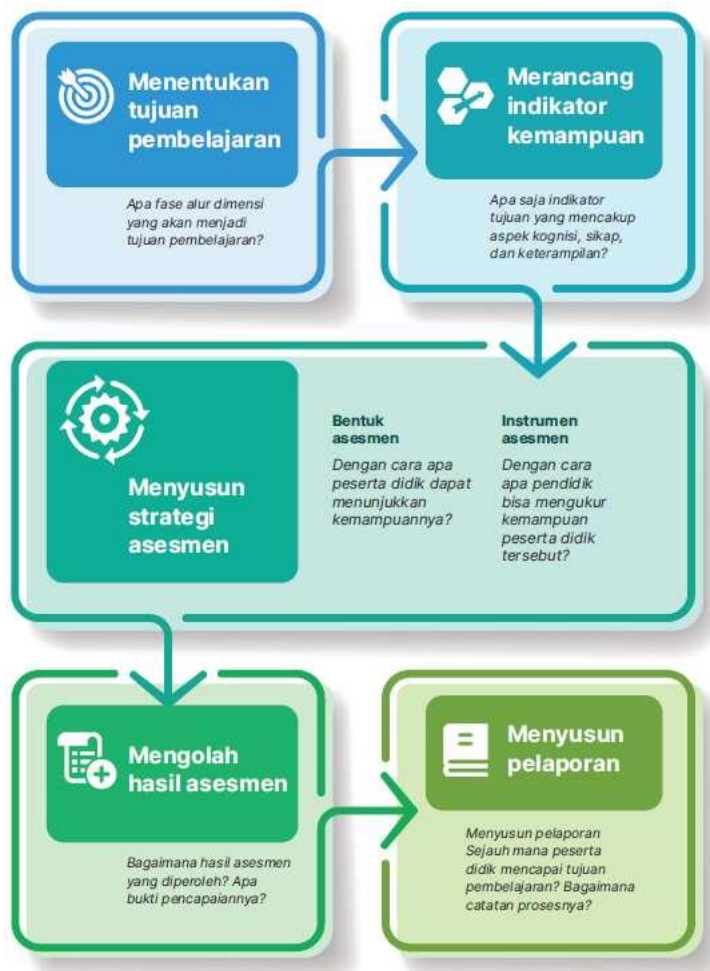 Menentukan
tujuan
pembelajaran
Apa fase alur dimensi
yang akan menjadi
tujuan pembelajaran?
Merancang
indikator
kemampuan
Apa saja indikator
tujuan yang mencakup
aspek kognisi, sikap,
dan keterampilan?
Menyusun
strategi
asesmen
Bentuk
asesmen
Dengan cara apa
peserta didik dapat
menunjukkan
kemampuannya?
Instrumen
asesmen
Dengan cara
apa pendidik
bisa mengukur
kemampuan
peserta didik
tersebut?
Mengolah
hasil asesmen
Bagaimana hasil asesmen
yang diperoleh? Apa
bukti pencapaiannya?
Menyusun
pelaporan
Menyusun pelaporan
Sejauh mana peserta
didik mencapai tujuan
pembelajaran? Bagaimana
catatan prosesnya?